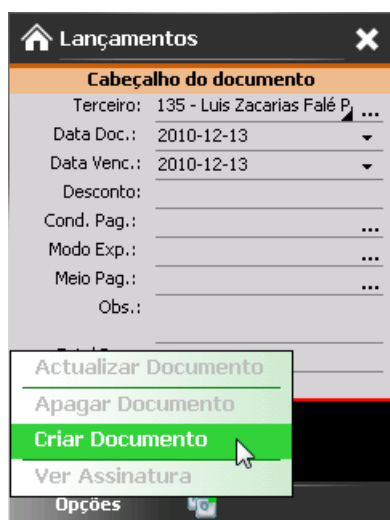 Lançamentos
Cabeçalho do documento
Terceiro: 135 - Luis Zacarias Falé P ...
Data Doc.: 2010-12-13
Data Venc.: 2010-12-13
Desconto:
Cond. Pag.: ...
Modo Exp.: ...
Meio Pag.: ...
Obs.:
Actualizar Documento
Apagar Documento
Criar Documento
Ver Assinatura
Opções